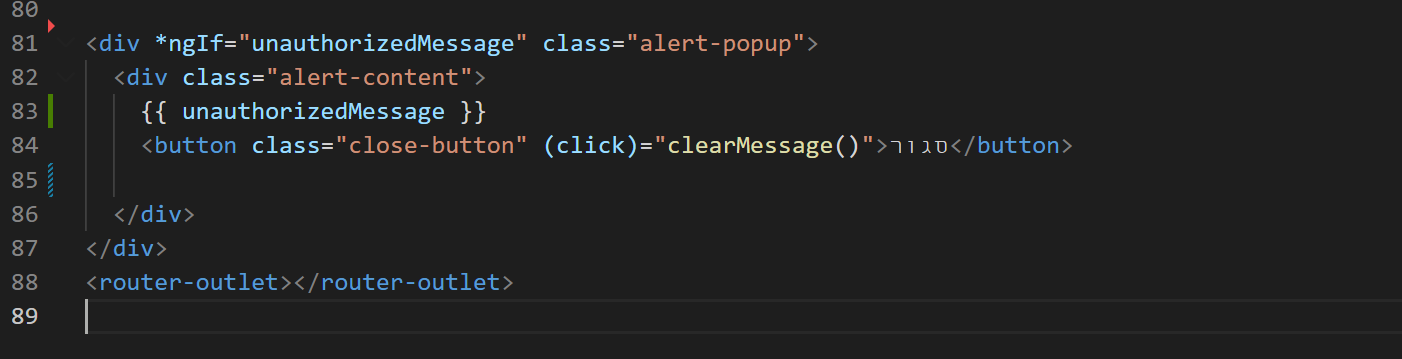 80
81 <div *ngIf="unauthorizedMessage" class="alert-popup">
82 <div class="alert-content">
83 {{ unauthorizedMessage }}
84 <button class="close-button" (click)="clearMessage()">סגור</button>
85
86 </div>
87 </div>
88 <router-outlet></router-outlet>
89